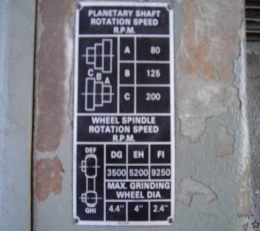 PLANETARY SHAFT
ROTATION SPEED
R.P.M.
A 80
B 125
C 200
C B A
WHEEL SPINDLE
ROTATION SPEED
R.P.M.
DEF
GHI
DG EH FI
3500 5200 9250
MAX. GRINDING
WHEEL DIA
4.4" 4" 2.4"